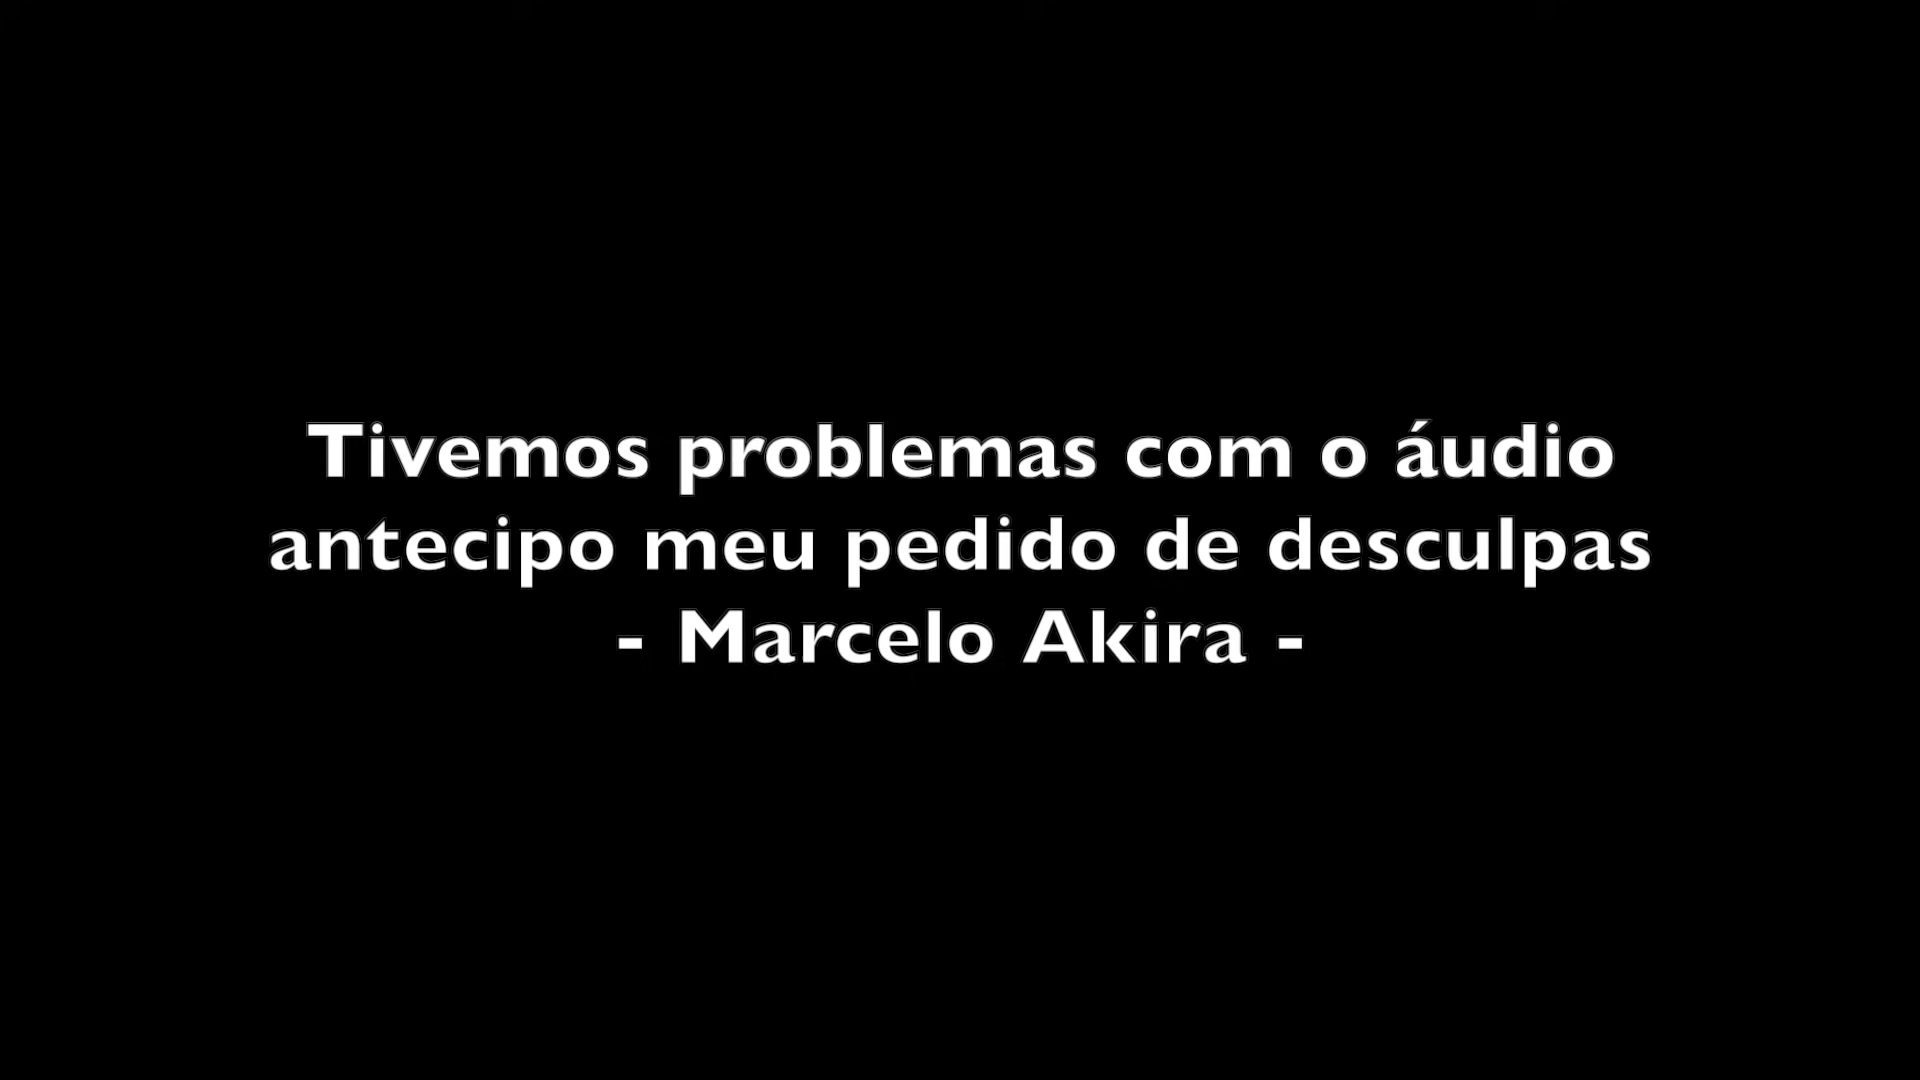 Tivemos problemas com o áudio
antecipo meu pedido de desculpas
- Marcelo Akira -